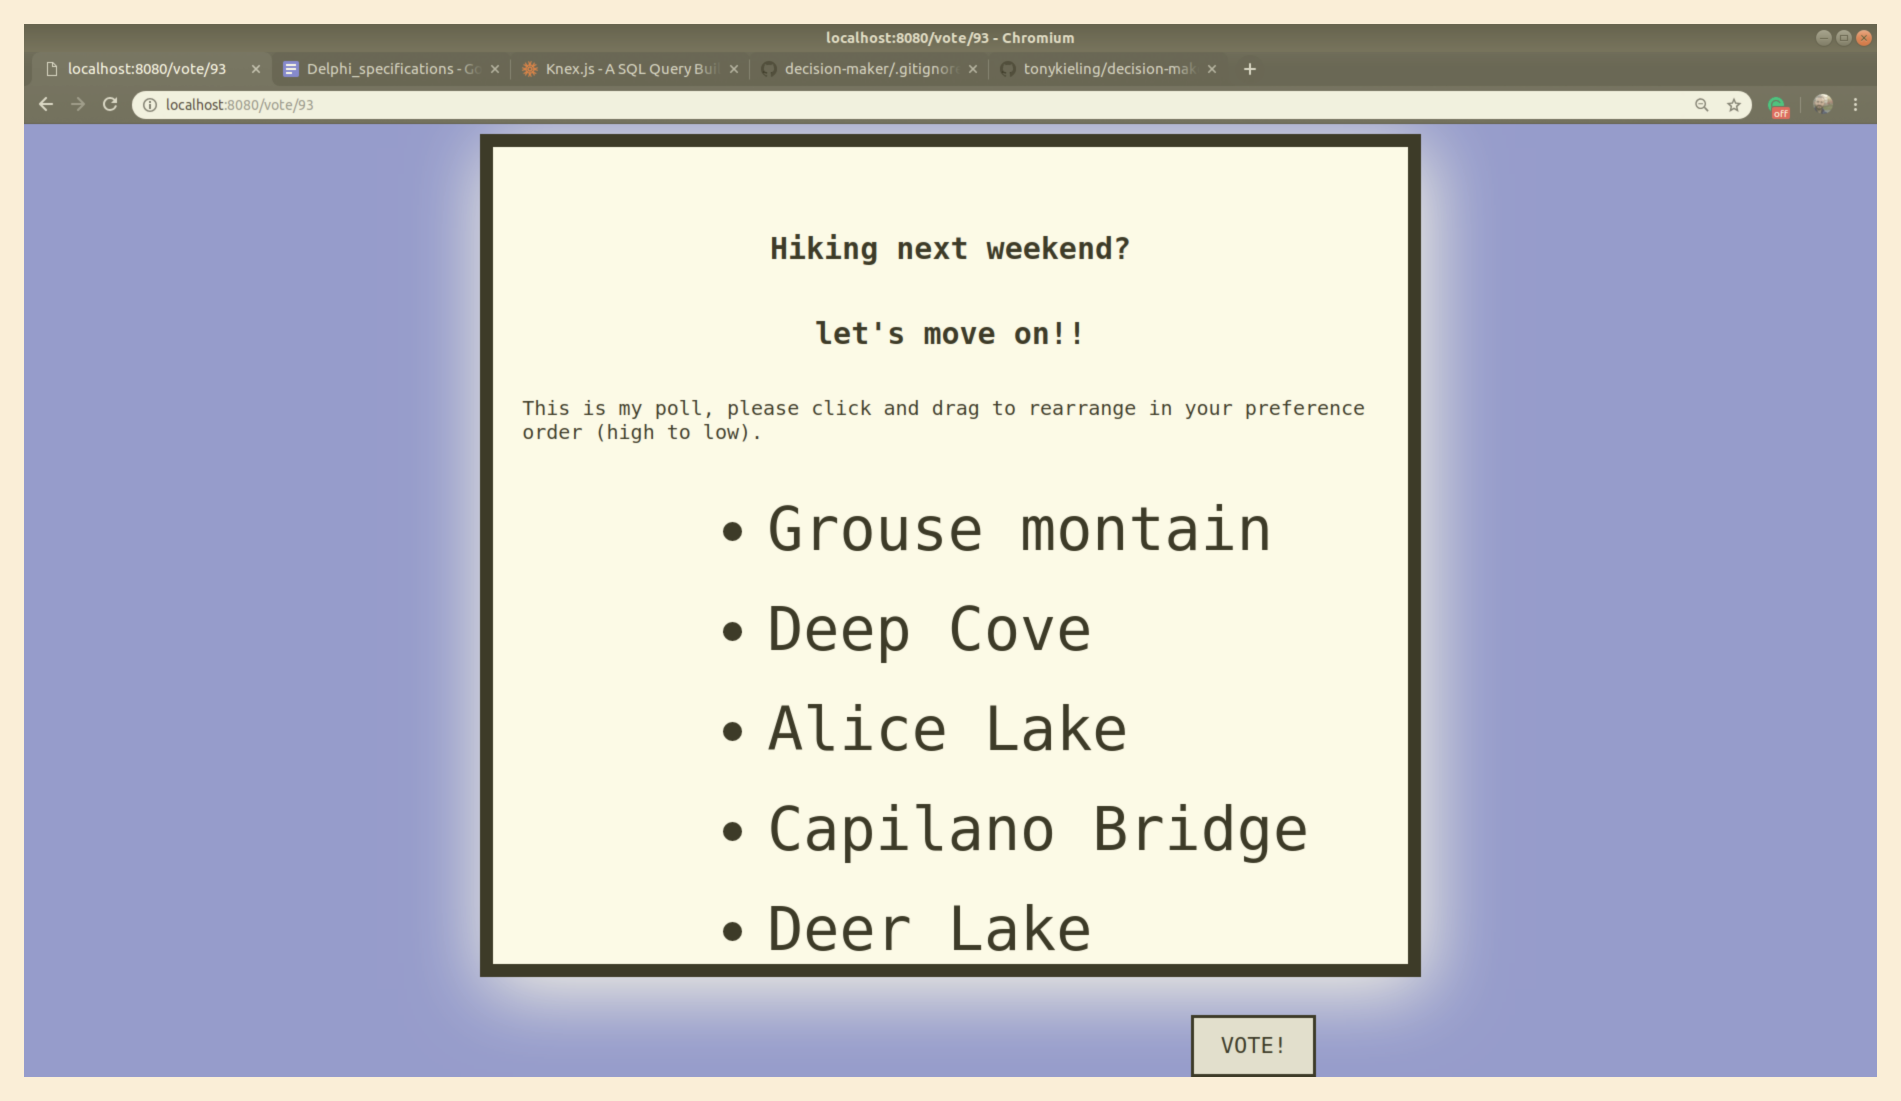 localhost:8080/vote/93 - Chromium
localhost:8080/vote/93
Delphi_specifications - Go
Knex.js - A SQL Query Buil
decision-maker/.gitignore
tonykieling/decision-mak
localhost:8080/vote/93
off
Hiking next weekend?
let's move on!!
This is my poll, please click and drag to rearrange in your preference
order (high to low).
Grouse montain
Deep Cove
Alice Lake
Capilano Bridge
Deer Lake
VOTE!